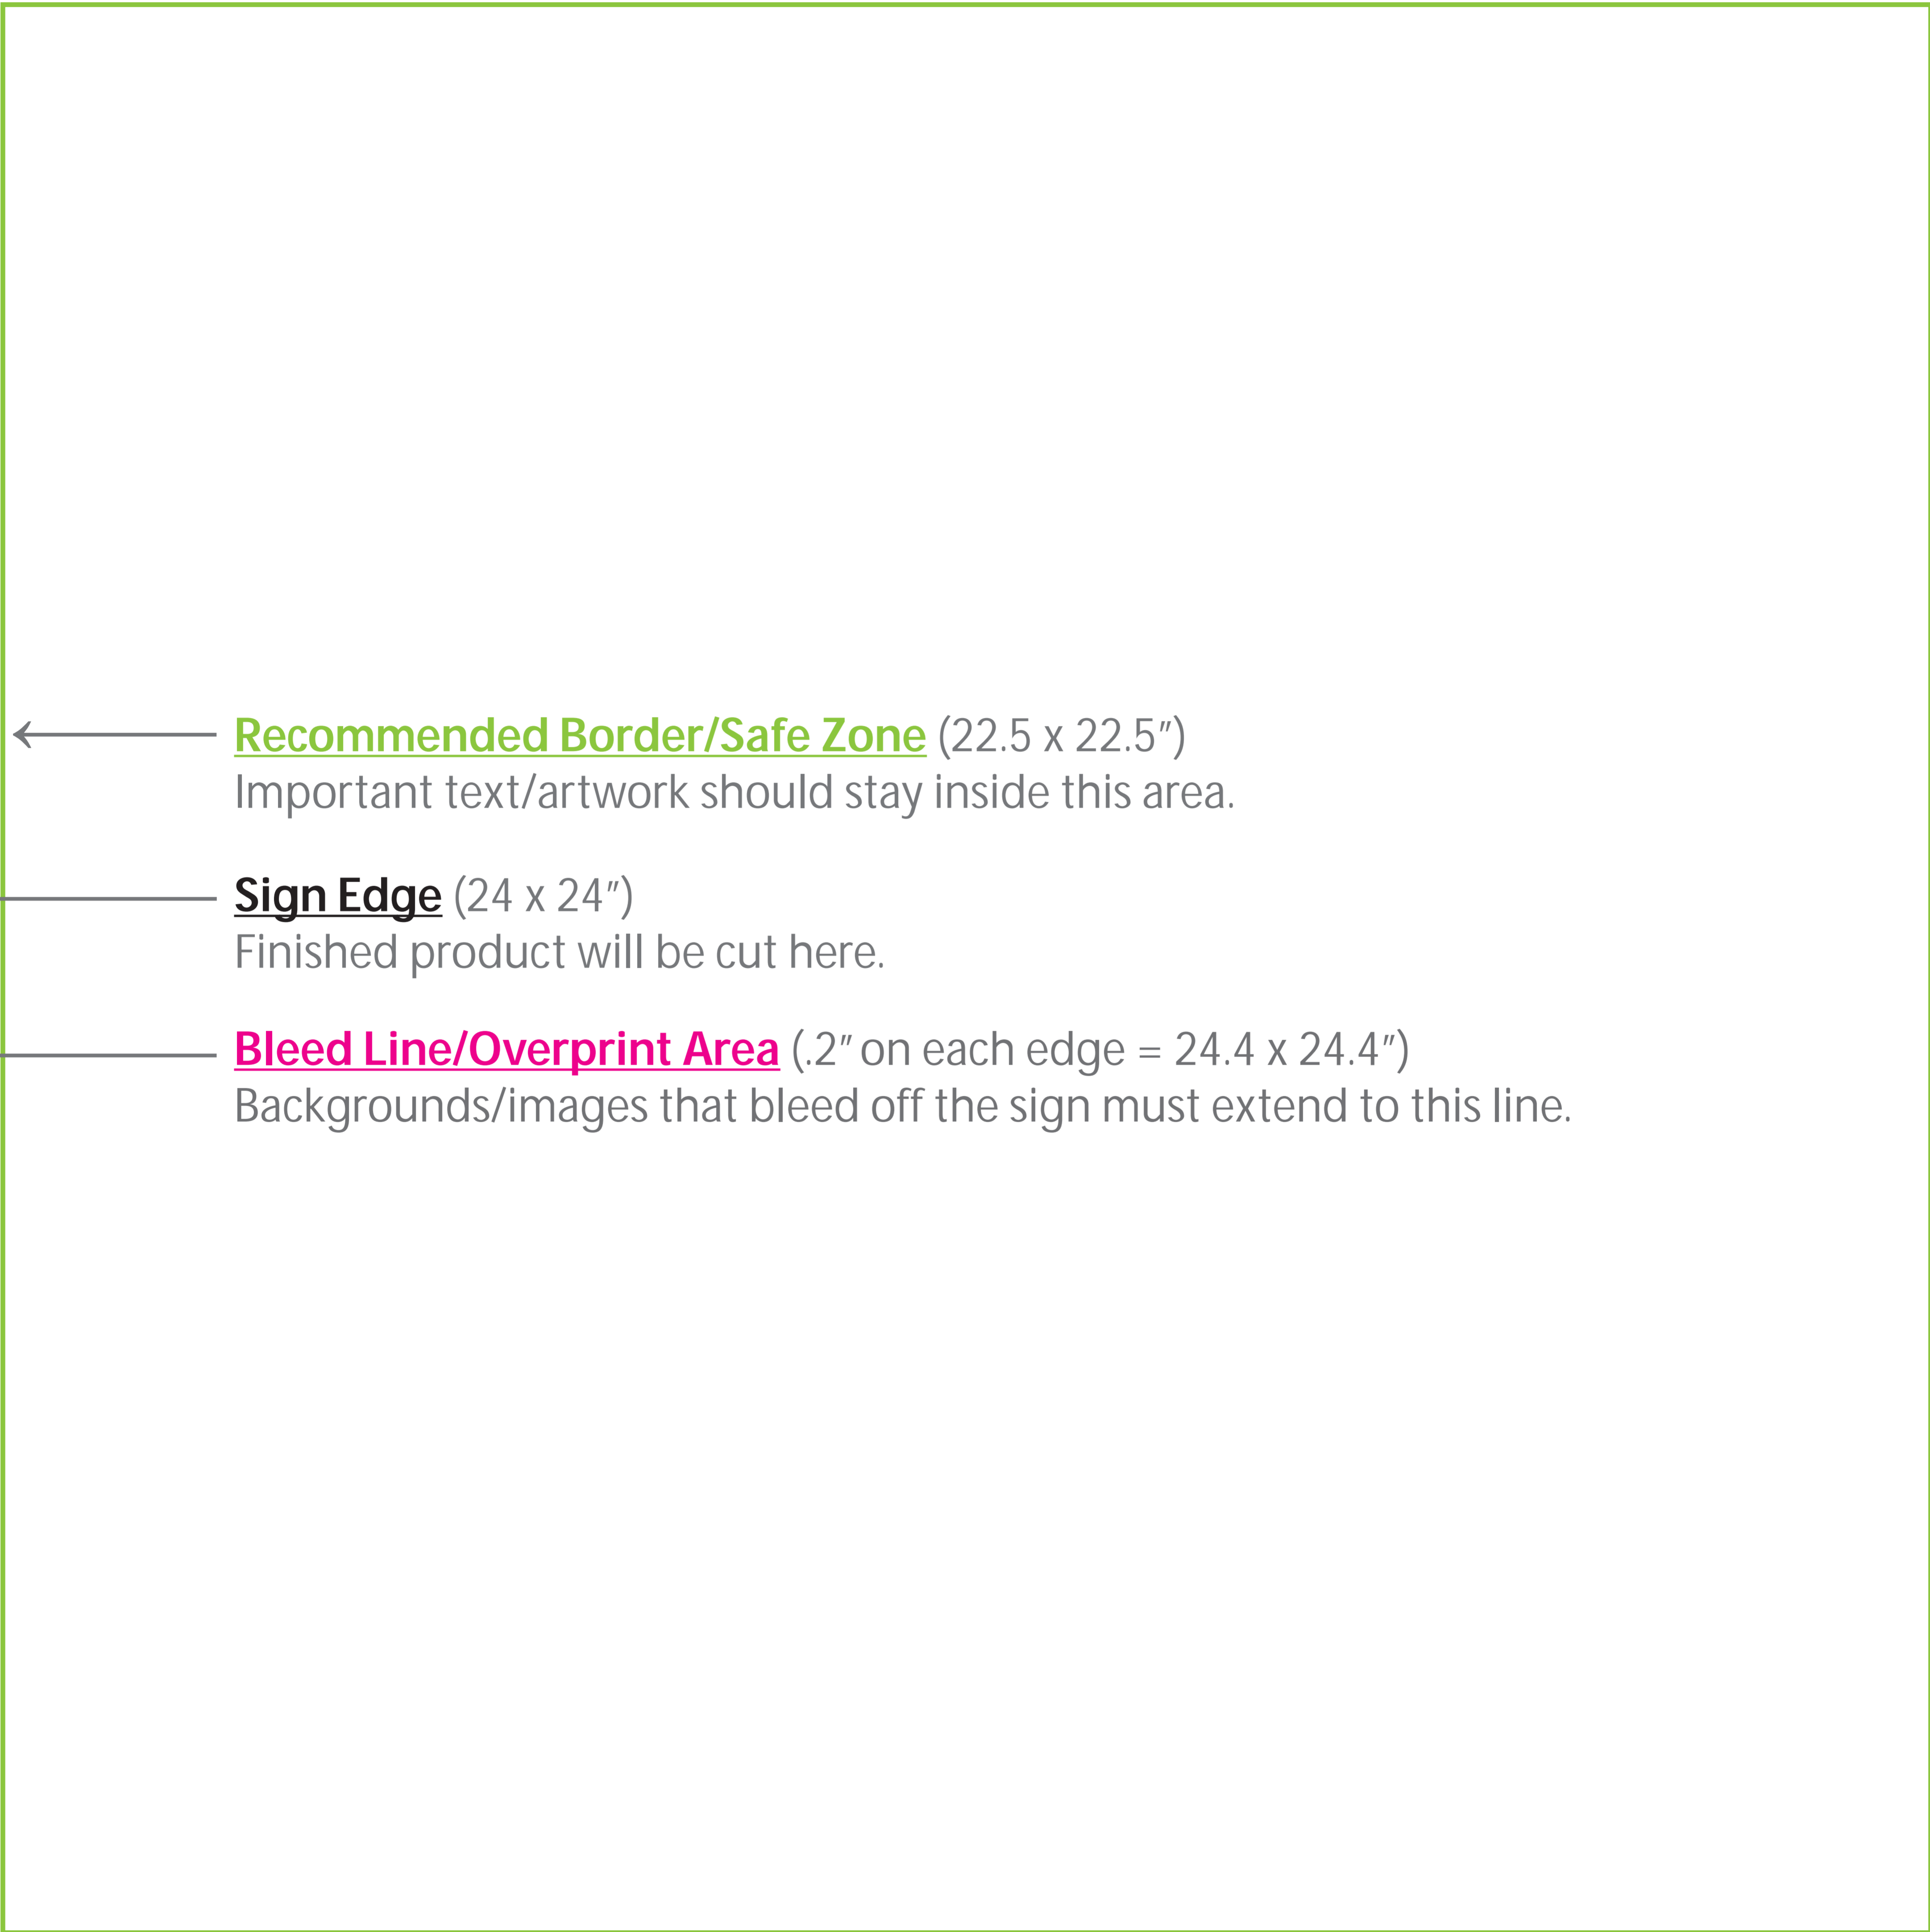 Recommended Border/Safe Zone (22.5 x 22.5″)
Important text/artwork should stay inside this area.
Sign Edge (24 x 24″)
Finished product will be cut here.
Bleed Line/Overprint Area (.2″ on each edge = 24.4 x 24.4″)
Backgrounds/images that bleed off the sign must extend to this line.